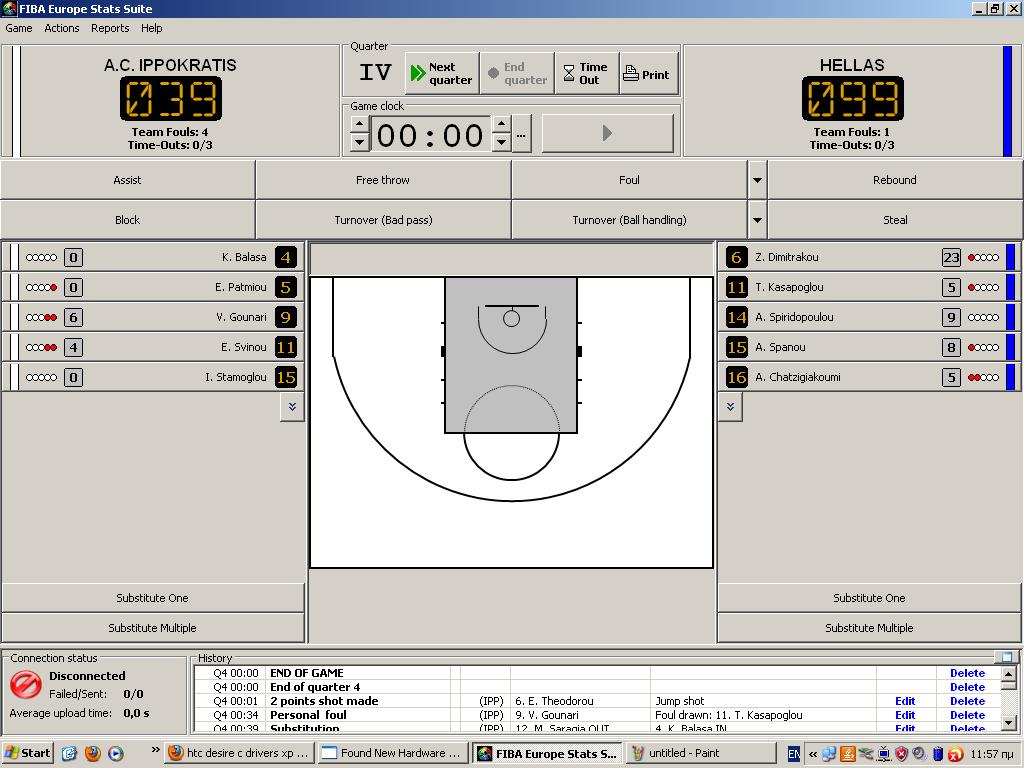 FIBA Europe Stats Suite
Game Actions Reports Help
A.C. IPPOKRATIS
039
Team Fouls: 4
Time-Outs: 0/3
Quarter
IV
Next quarter
End quarter
Time Out
Print
Game clock
00:00
...
HELLAS
099
Team Fouls: 1
Time-Outs: 0/3
Assist Free throw Foul Rebound
Block Turnover (Bad pass) Turnover (Ball handling) Steal
0 K. Balasa 4
0 E. Patmiou 5
6 V. Gounari 9
4 E. Svinou 11
0 I. Stamoglou 15
6 Z. Dimitrakou 23
11 T. Kasapoglou 5
14 A. Spiridopoulou 9
15 A. Spanou 8
16 A. Chatzigiakoumi 5
Substitute One
Substitute Multiple
Substitute One
Substitute Multiple
Connection status
Disconnected
Failed/Sent: 0/0
Average upload time: 0,0 s
History
Q4 00:00 END OF GAME Delete
Q4 00:00 End of quarter 4 Delete
Q4 00:01 2 points shot made (IPP) 6. E. Theodorou Jump shot Edit Delete
Q4 00:34 Personal foul (IPP) 9. V. Gounari Foul drawn: 11. T. Kasapoglou Edit Delete
Q4 00:39 Substitution (IPP) 12. M. Saragia OUT 4. K. Balasa IN Edit Delete
Start » htc desire c drivers xp ... Found New Hardware ... FIBA Europe Stats S... untitled - Paint EN « 11:57 πμ